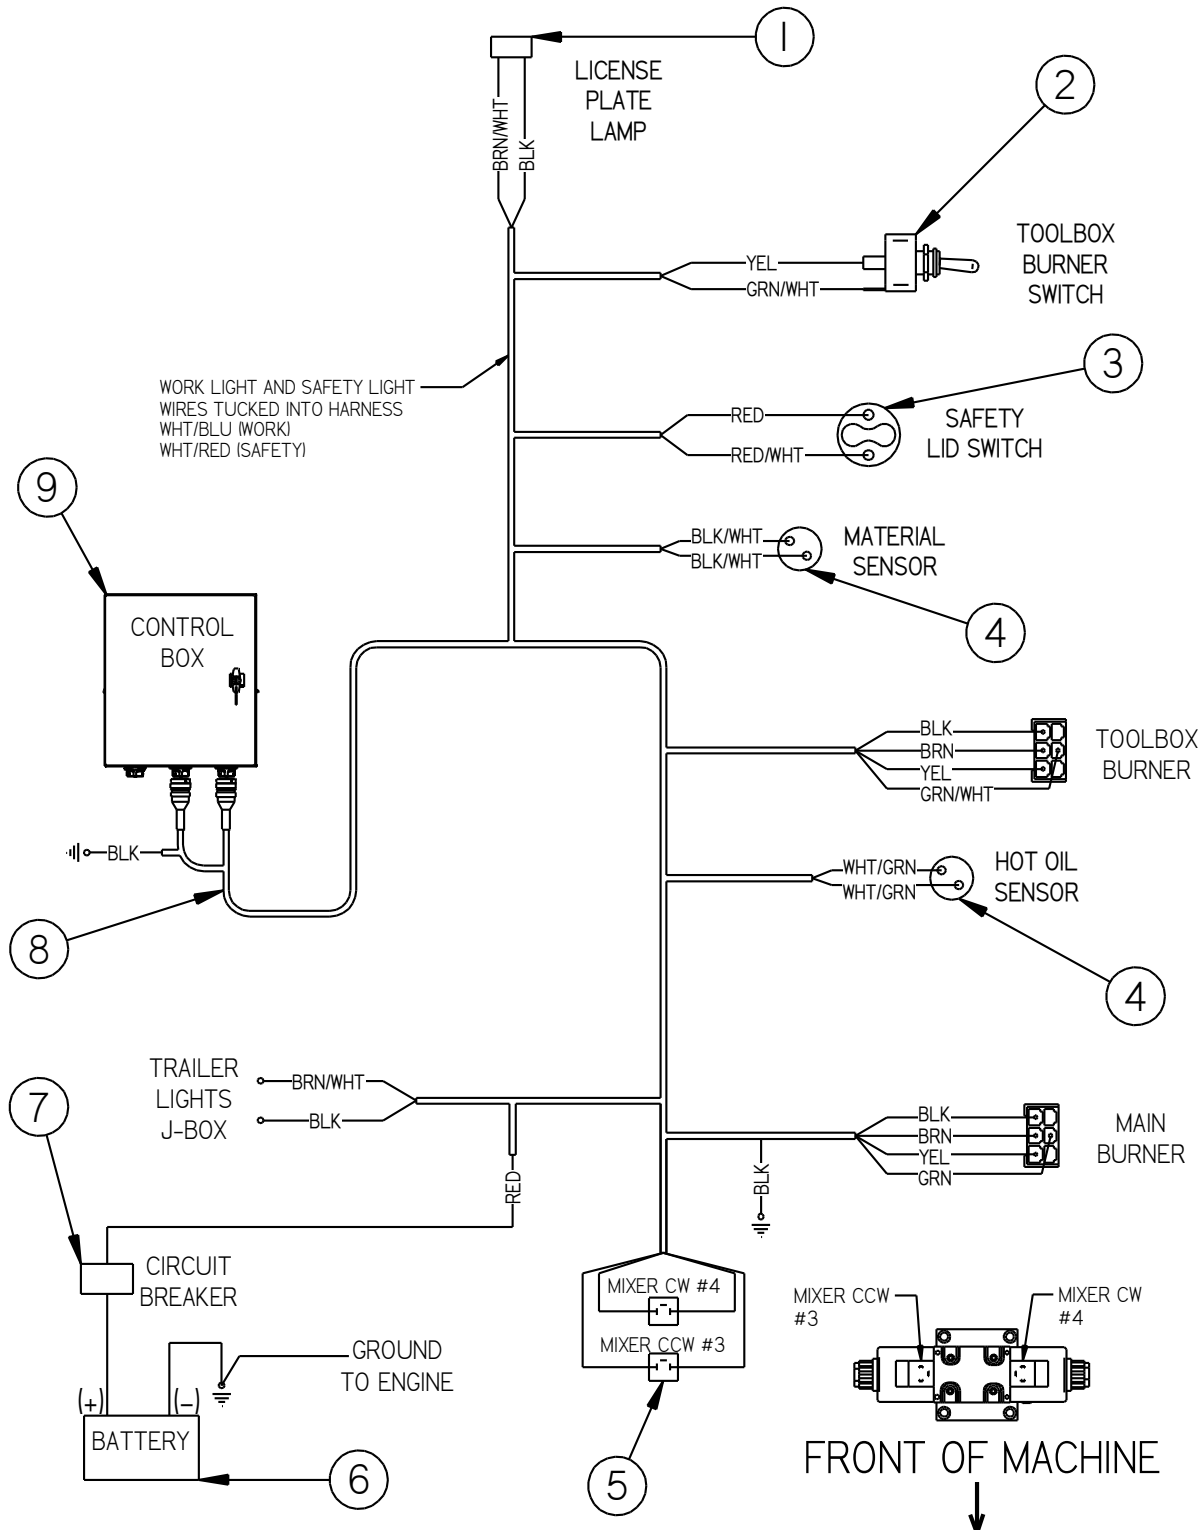 1
LICENSE
PLATE
LAMP
BRN/WHT
BLK
2
TOOLBOX
BURNER
SWITCH
YEL
GRN/WHT
WORK LIGHT AND SAFETY LIGHT
WIRES TUCKED INTO HARNESS
WHT/BLU (WORK)
WHT/RED (SAFETY)
3
RED
RED/WHT
SAFETY
LID SWITCH
9
BLK/WHT
BLK/WHT
MATERIAL
SENSOR
4
CONTROL
BOX
BLK
BRN
YEL
GRN/WHT
TOOLBOX
BURNER
BLK
8
WHT/GRN
WHT/GRN
HOT OIL
SENSOR
4
TRAILER
LIGHTS
J-BOX
BRN/WHT
BLK
7
RED
BLK
BRN
YEL
GRN
MAIN
BURNER
BLK
CIRCUIT
BREAKER
MIXER CW #4
MIXER CCW #3
MIXER CCW
#3
MIXER CW
#4
GROUND
TO ENGINE
(+)
(-)
BATTERY
6
5
FRONT OF MACHINE